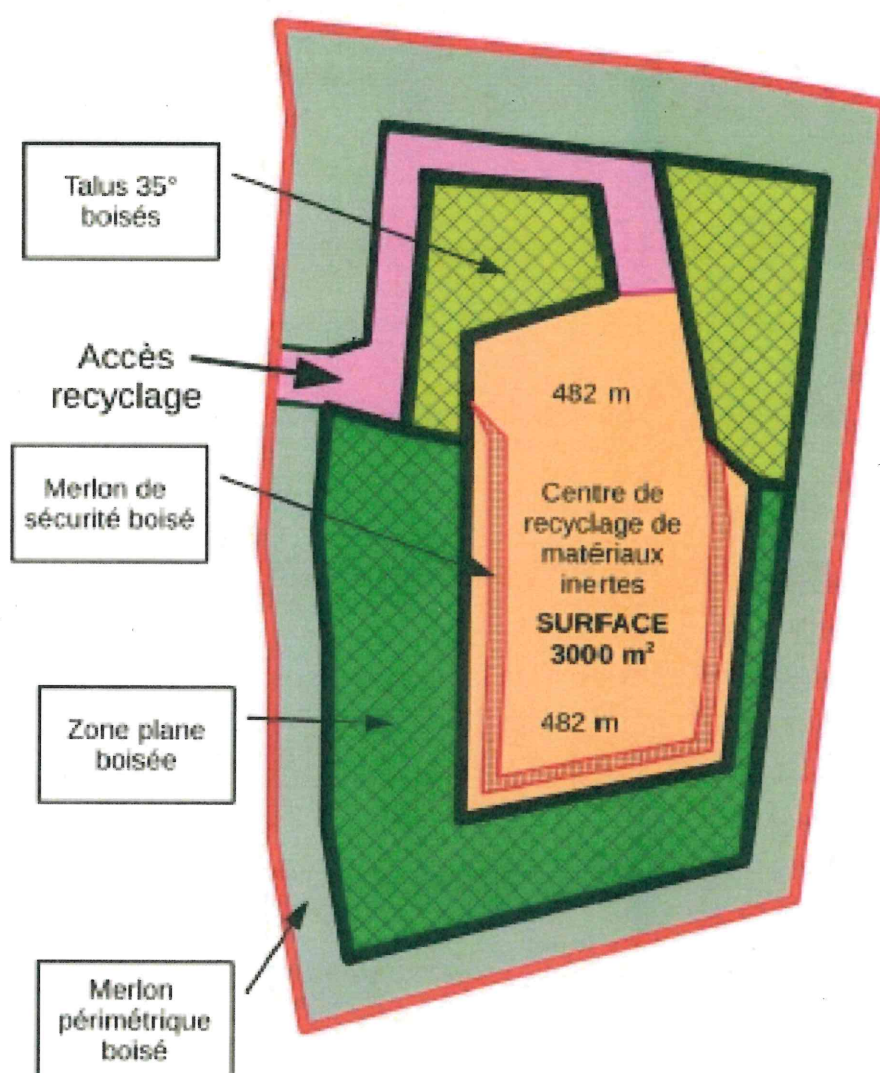 Talus 35°
boisés
Accès
recyclage
482 m
Merlon de
sécurité boisé
Centre de
recyclage de
matériaux
inertes
SURFACE
3000 m²
482 m
Zone plane
boisée
Merlon
périmétrique
boisé